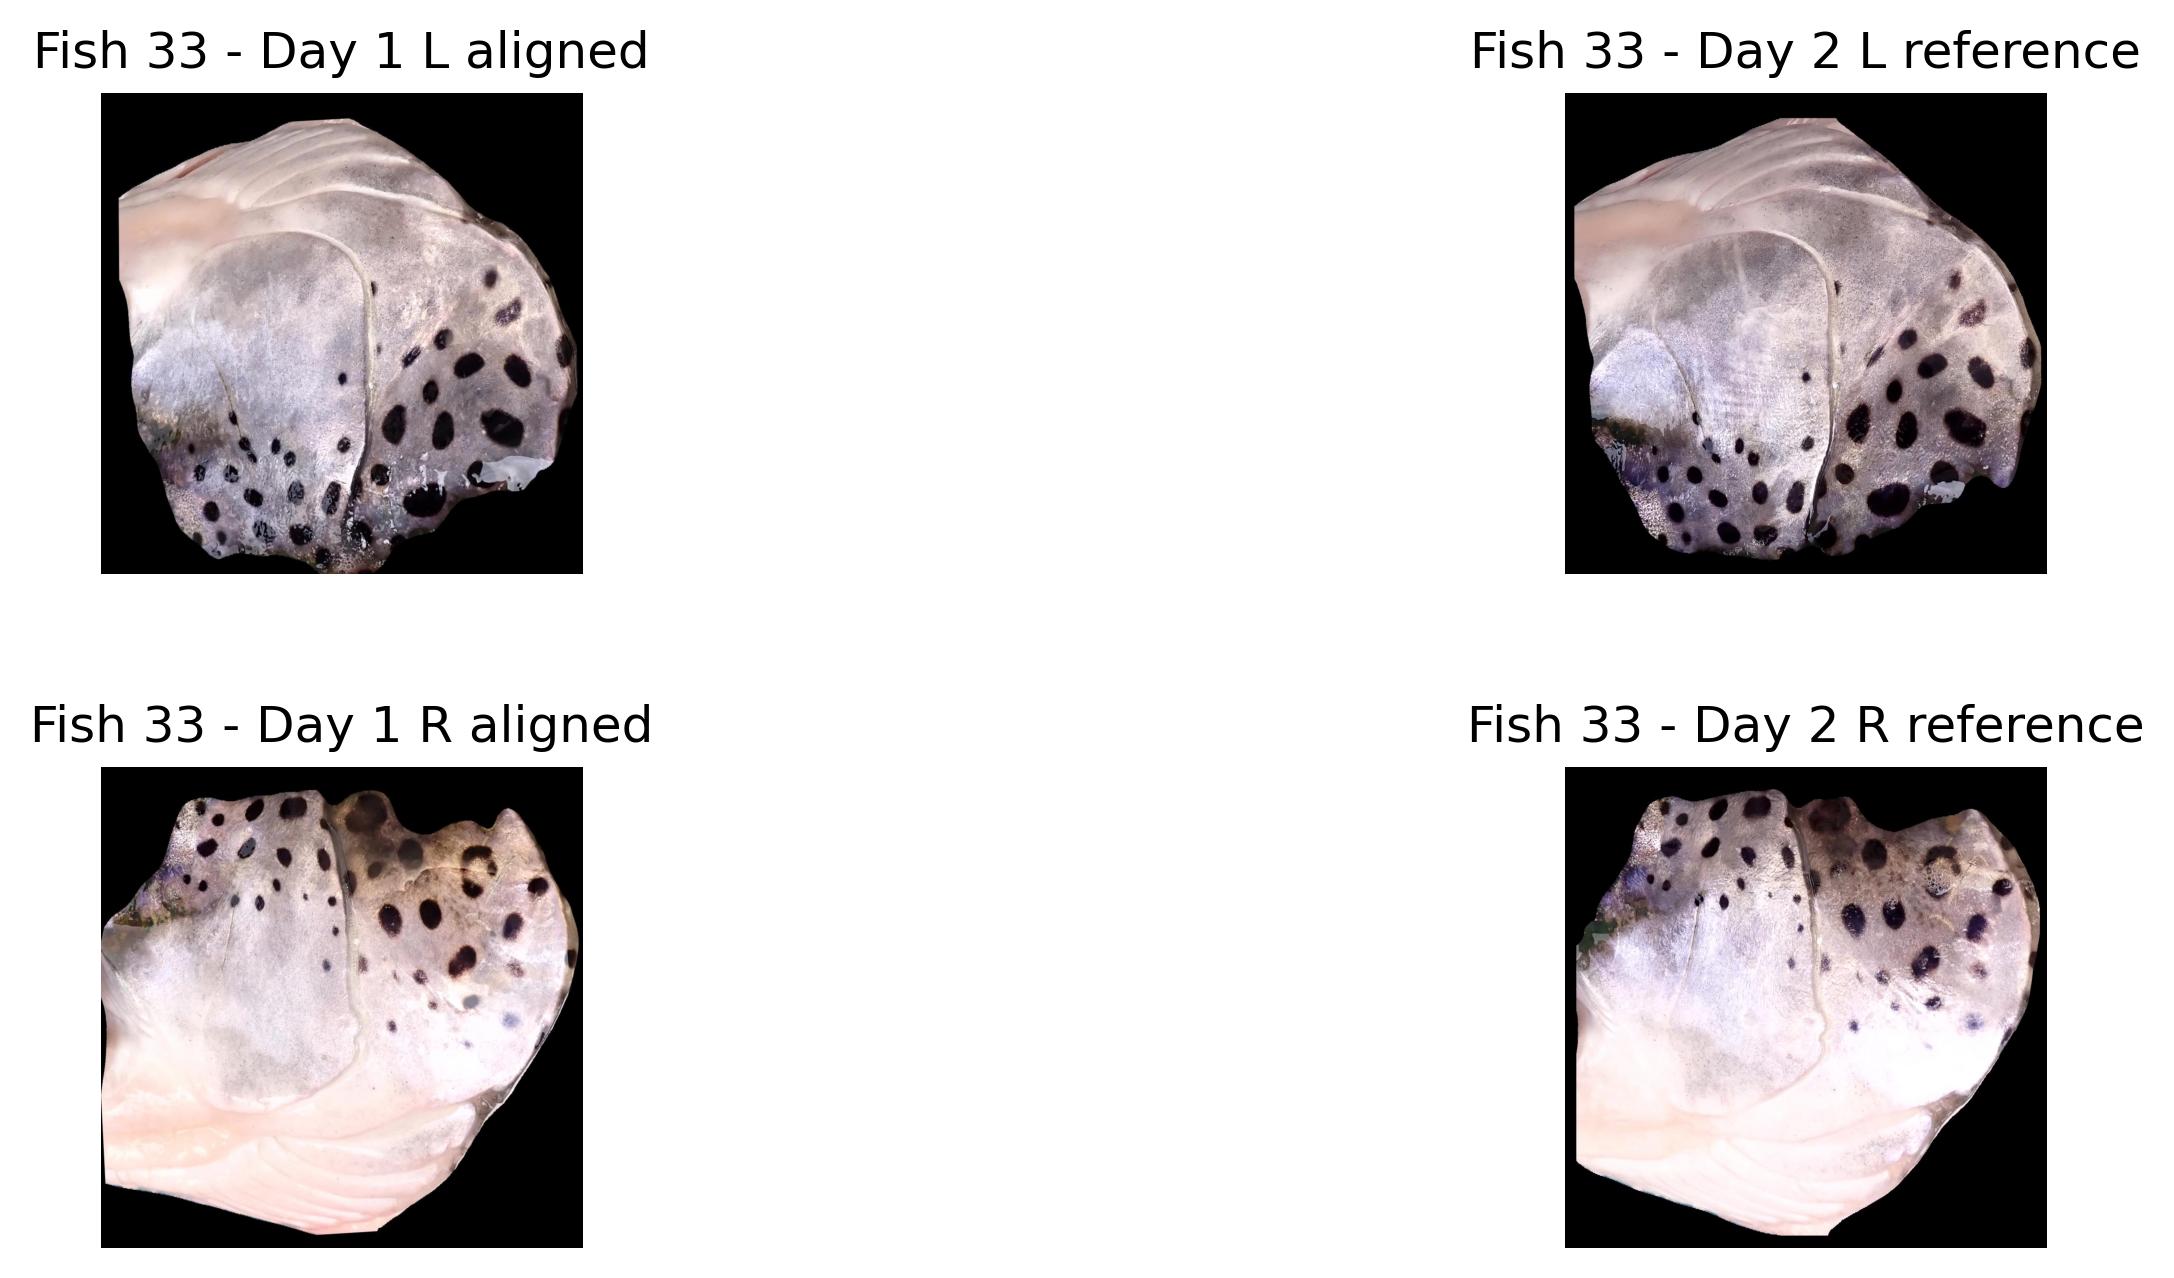 Fish 33 - Day 1 L aligned
Fish 33 - Day 2 L reference
Fish 33 - Day 1 R aligned
Fish 33 - Day 2 R reference